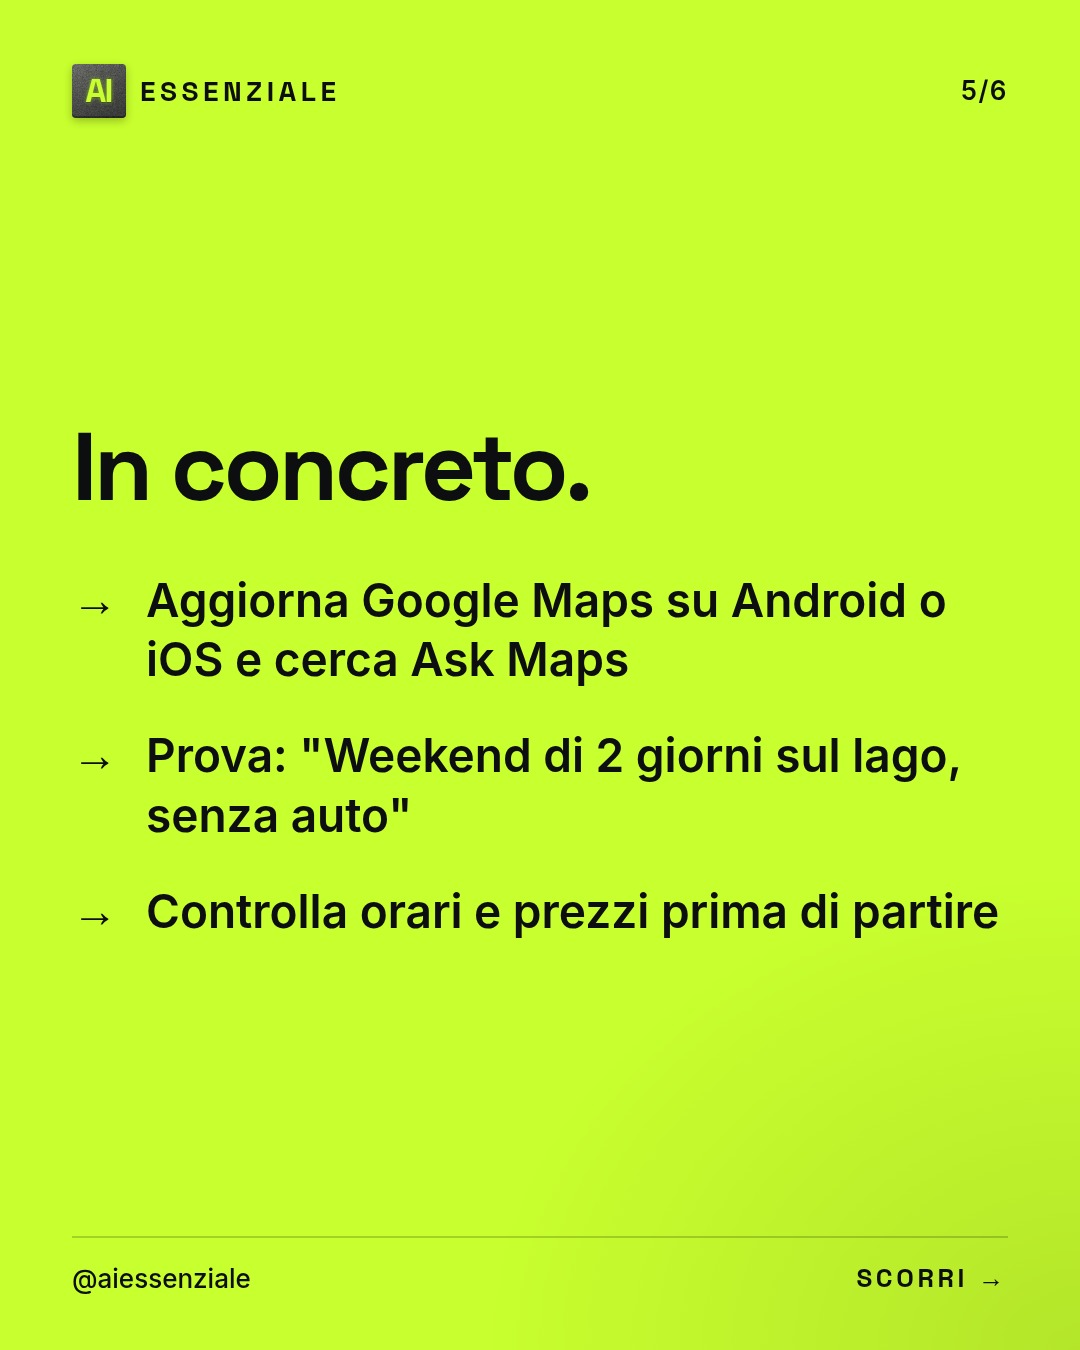 AI ESSENZIALE
5/6
In concreto.
→ Aggiorna Google Maps su Android o
iOS e cerca Ask Maps
→ Prova: "Weekend di 2 giorni sul lago,
senza auto"
→ Controlla orari e prezzi prima di partire
@aiessenziale
SCORRI →